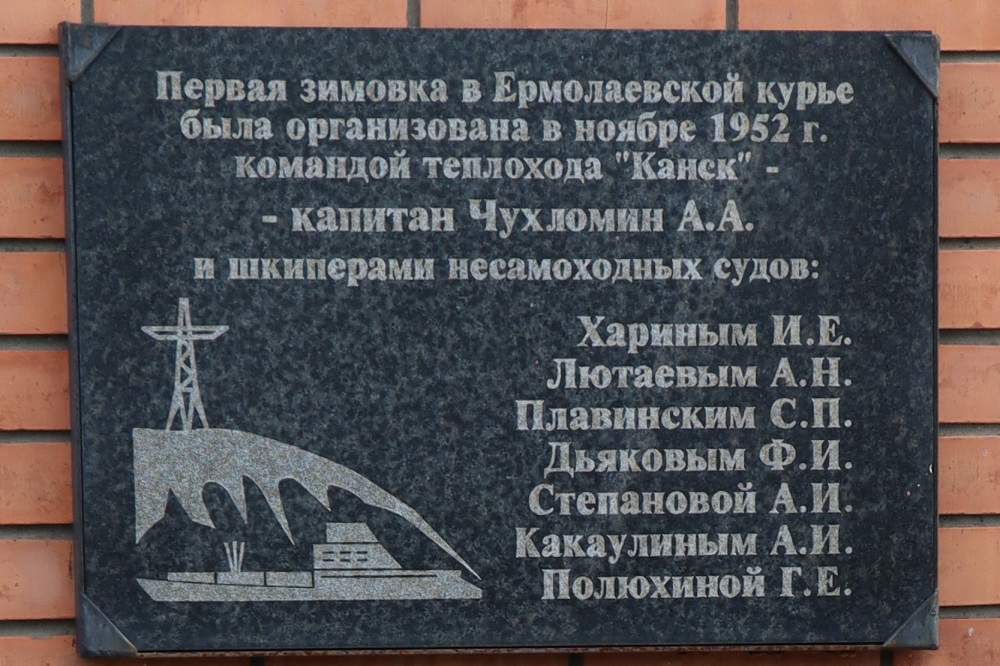 Первая зимовка в Ермолаевской курье
была организована в ноябре 1952 г.
командой теплохода "Канск" -
- капитан Чухломин А.А.
и шкиперами несамоходных судов:
Хариным И.Е.
Лютаевым А.Н.
Плавинским С.П.
Дьяковым Ф.И.
Степановой А.И.
Какаулиным А.И.
Полюхиной Г.Е.